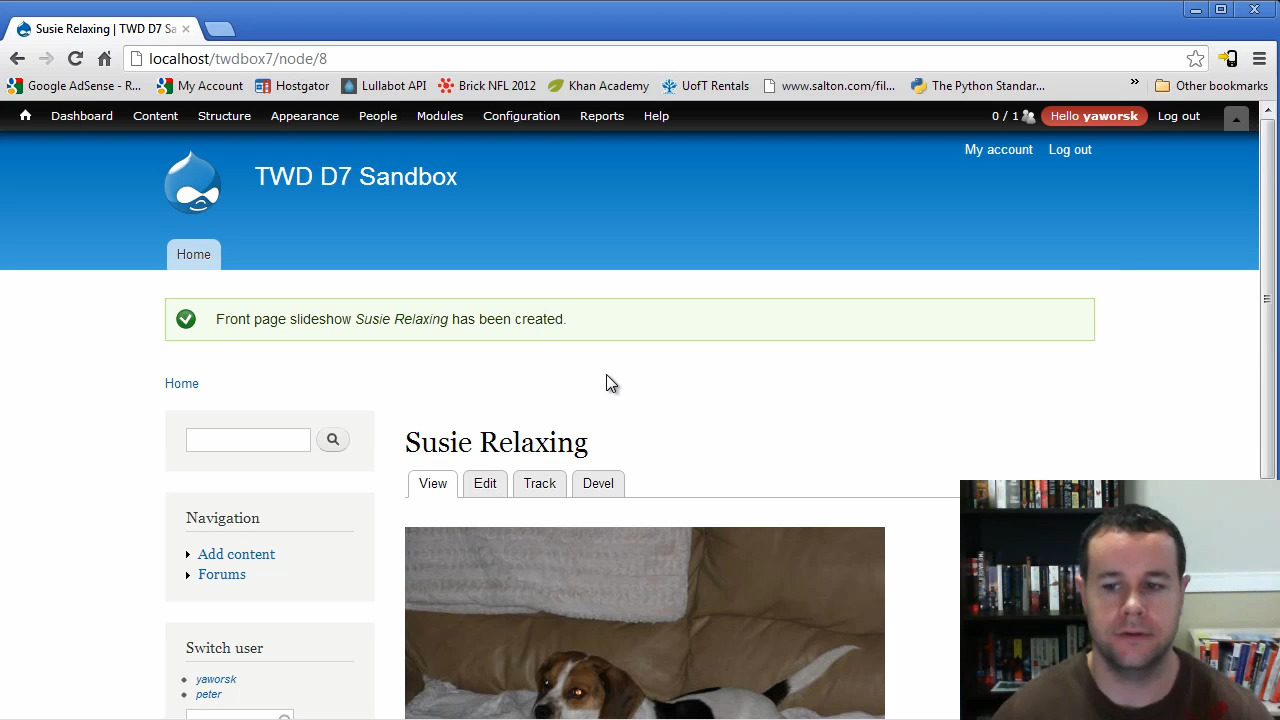 Susie Relaxing | TWD D7 Sa
localhost/twdbox7/node/8
Google AdSense - R... My Account Hostgator Lullabot API Brick NFL 2012 Khan Academy UofT Rentals www.salton.com/fil... The Python Standar... » Other bookmarks
Dashboard Content Structure Appearance People Modules Configuration Reports Help 0 / 1 Hello yaworsk Log out
My account Log out
TWD D7 Sandbox
Home
Front page slideshow Susie Relaxing has been created.
Home
Susie Relaxing
View Edit Track Devel
Navigation
Add content
Forums
Switch user
yaworsk
peter